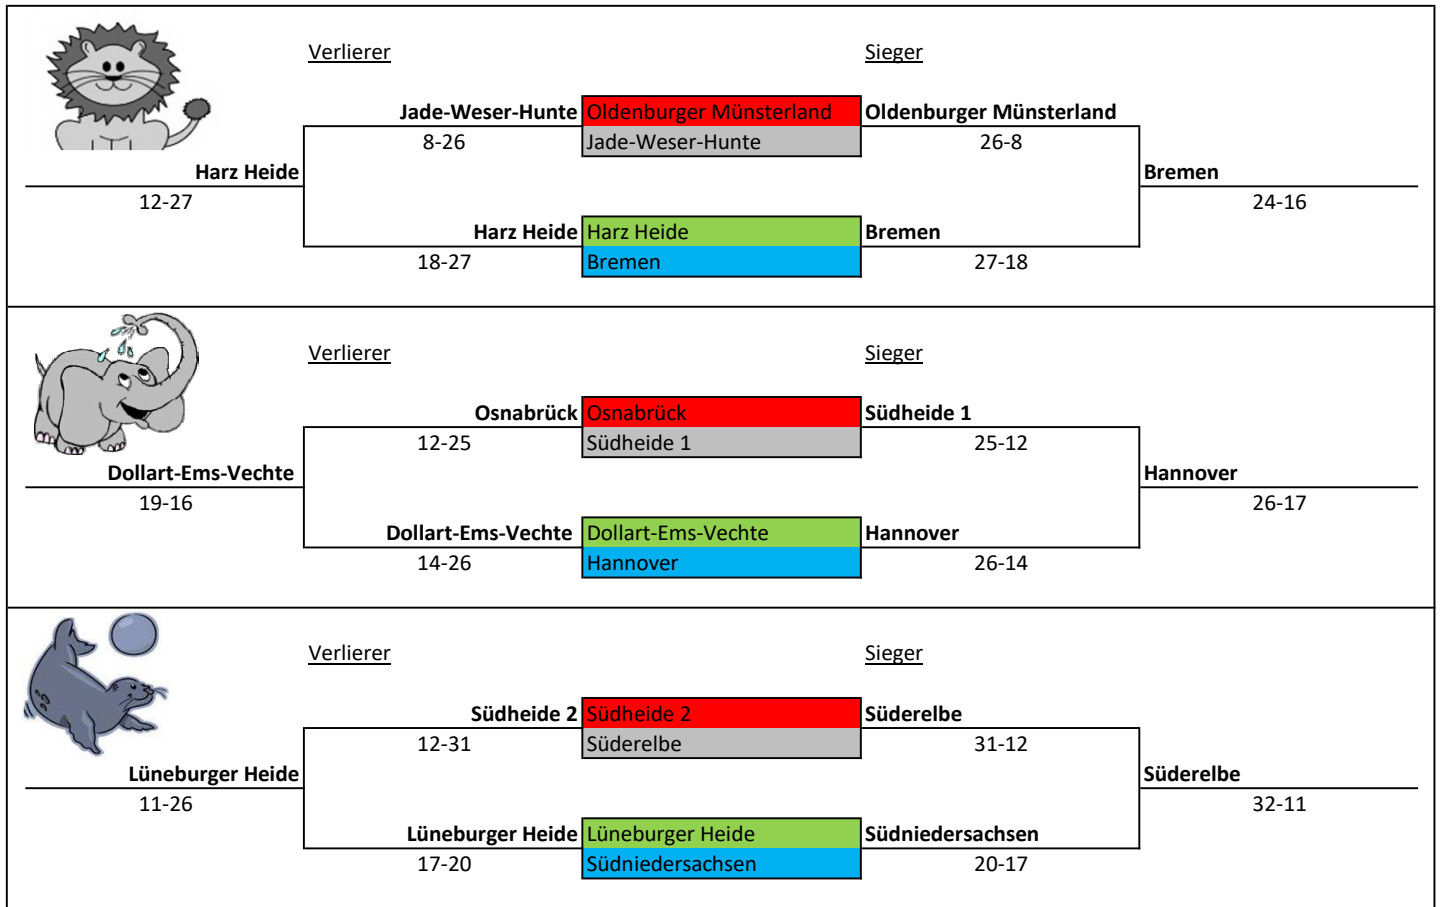 Verlierer Sieger
Jade-Weser-Hunte Oldenburger Münsterland Oldenburger Münsterland
8-26 Jade-Weser-Hunte 26-8
Harz Heide Bremen
12-27 24-16
Harz Heide Harz Heide Bremen
18-27 Bremen 27-18
Verlierer Sieger
Osnabrück Osnabrück Südheide 1
12-25 Südheide 1 25-12
Dollart-Ems-Vechte Hannover
19-16 26-17
Dollart-Ems-Vechte Dollart-Ems-Vechte Hannover
14-26 Hannover 26-14
Verlierer Sieger
Südheide 2 Südheide 2 Süderelbe
12-31 Süderelbe 31-12
Lüneburger Heide Süderelbe
11-26 32-11
Lüneburger Heide Lüneburger Heide Südniedersachsen
17-20 Südniedersachsen 20-17